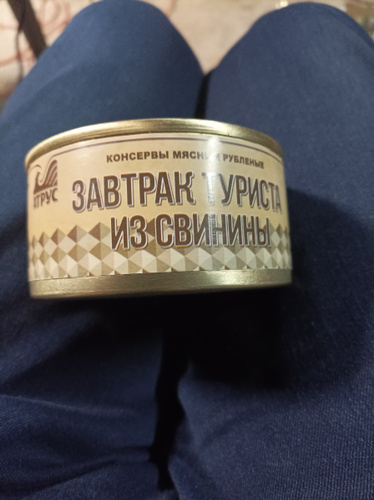 КОНСЕРВЫ МЯСНЫЕ РУБЛЕНЫЕ
ЗАВТРАК ТУРИСТА
ИЗ СВИНИНЫ